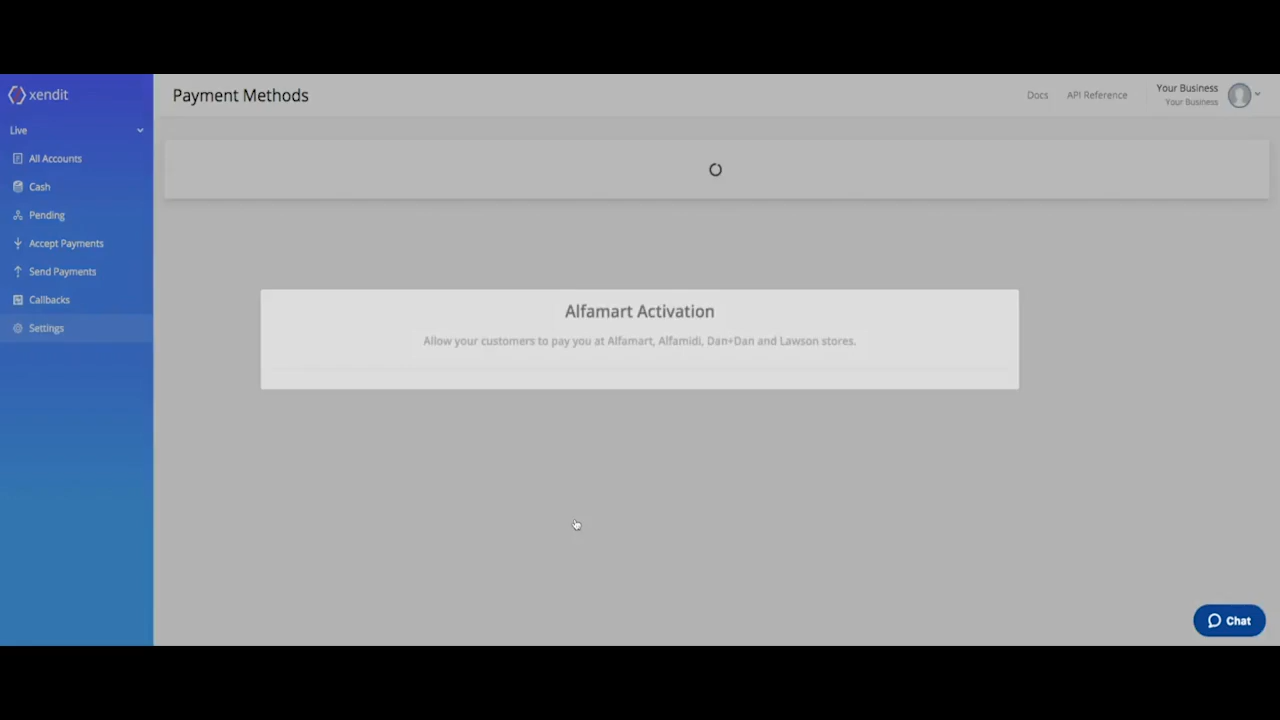 xendit
Payment Methods
Docs
API Reference
Your Business
Your Business
Live
All Accounts
Cash
Pending
Accept Payments
Send Payments
Callbacks
Settings
Alfamart Activation
Allow your customers to pay you at Alfamart, Alfamidi, Dan+Dan and Lawson stores.
Chat